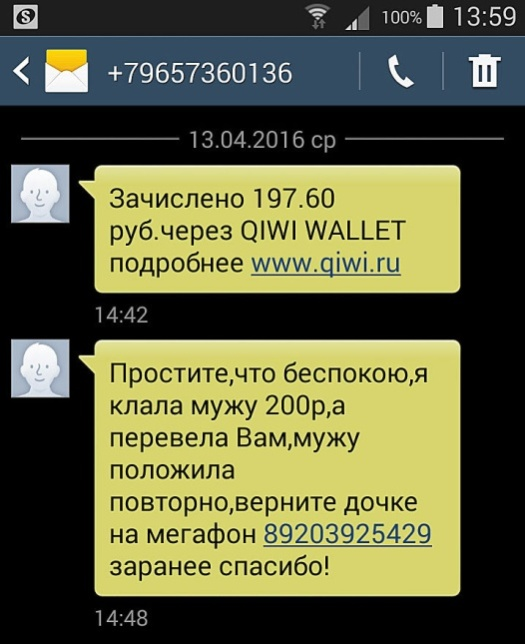 100% 13:59
+79657360136
13.04.2016 ср
Зачислено 197.60
руб.через QIWI WALLET
подробнее www.qiwi.ru
14:42
Простите,что беспокою,я
клала мужу 200р,а
перевела Вам,мужу
положила
повторно,верните дочке
на мегафон 89203925429
заранее спасибо!
14:48